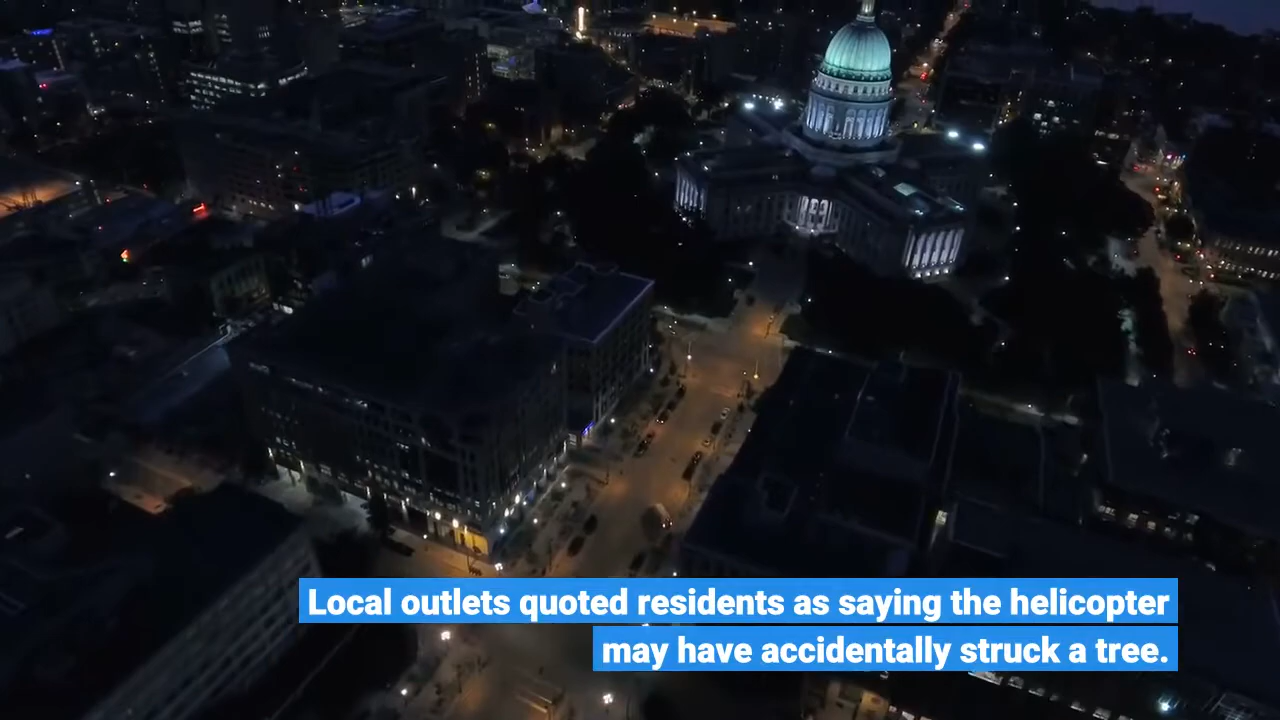 Local outlets quoted residents as saying the helicopter
may have accidentally struck a tree.